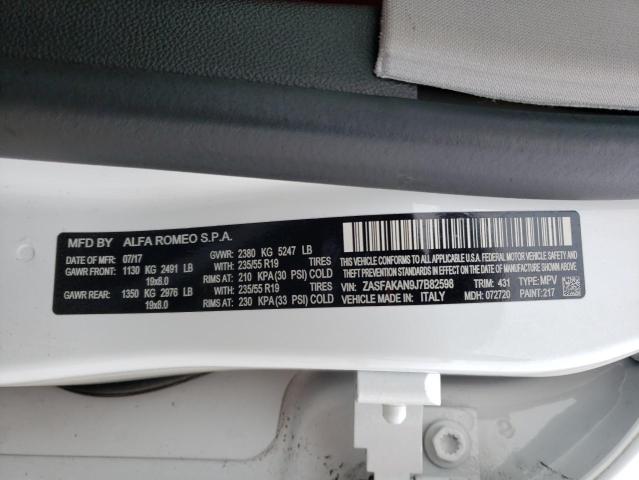 MFD BY ALFA ROMEO S.P.A.
DATE OF MFR: 07/17 GVWR: 2380 KG 5247 LB
GAWR FRONT: 1130 KG 2491 LB WITH: 235/55 R19 TIRES
19x8.0 RIMS AT: 210 KPA(30 PSI) COLD
GAWR REAR: 1350 KG 2976 LB WITH: 235/55 R19 TIRES
19x8.0 RIMS AT: 230 KPA(33 PSI) COLD
THIS VEHICLE CONFORMS TO ALL APPLICABLE U.S.A. FEDERAL MOTOR
VEHICLE SAFETY, BUMPER AND THEFT PREVENTION STANDARDS IN
EFFECT ON THE DATE OF MANUFACTURE SHOWN ABOVE.
VIN: ZASFAKAN9J7B82598 TRIM: 431 TYPE: MPV
VEHICLE MADE IN: ITALY MDH: 072720 PAINT: 217